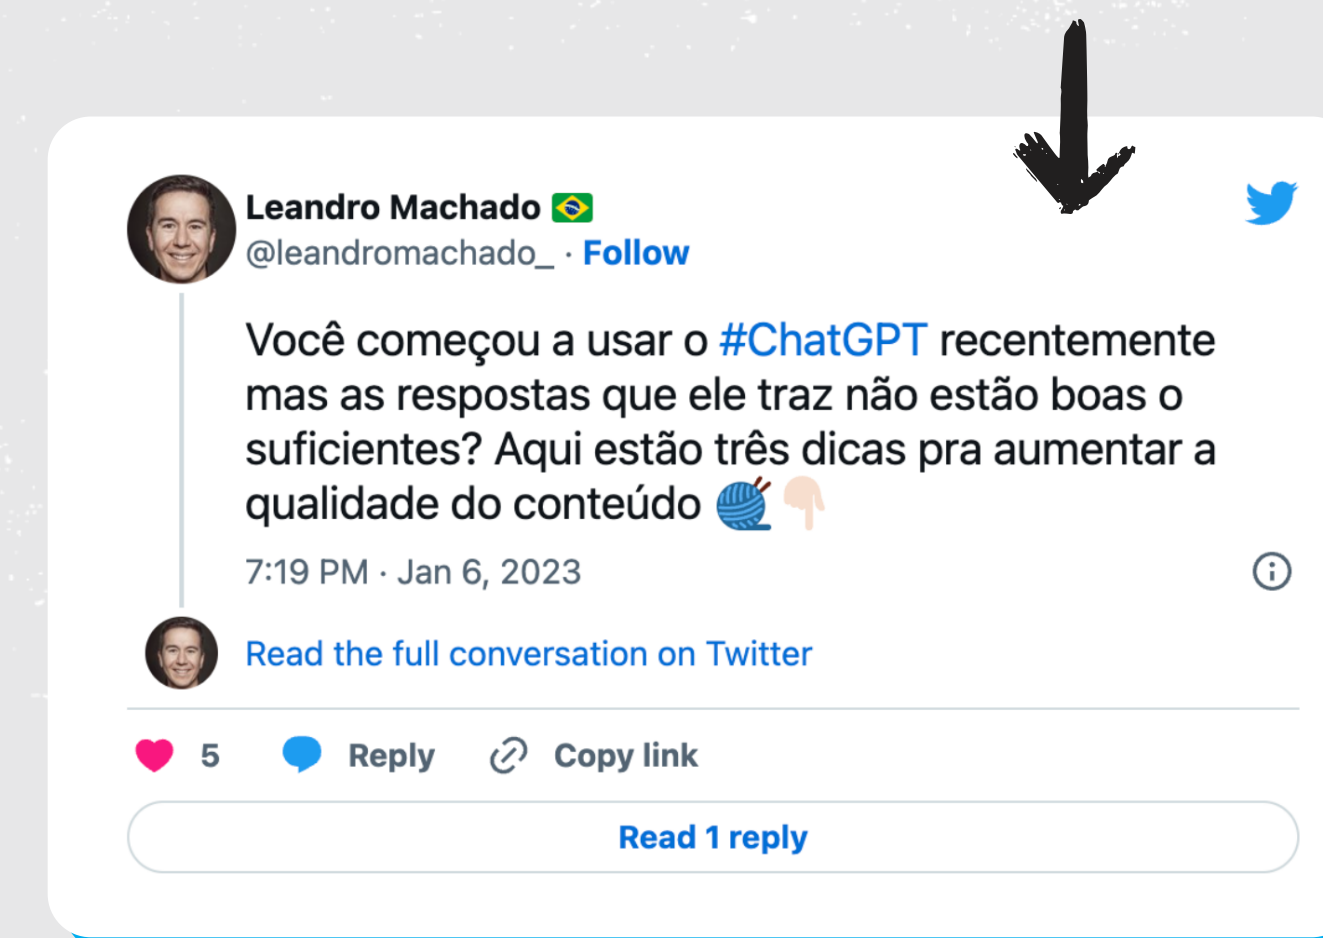 Leandro Machado 🇧🇷
@leandromachado_ · Follow
Você começou a usar o #ChatGPT recentemente
mas as respostas que ele traz não estão boas o
suficientes? Aqui estão três dicas pra aumentar a
qualidade do conteúdo 🧶👇🏻
7:19 PM · Jan 6, 2023
Read the full conversation on Twitter
5 Reply Copy link
Read 1 reply